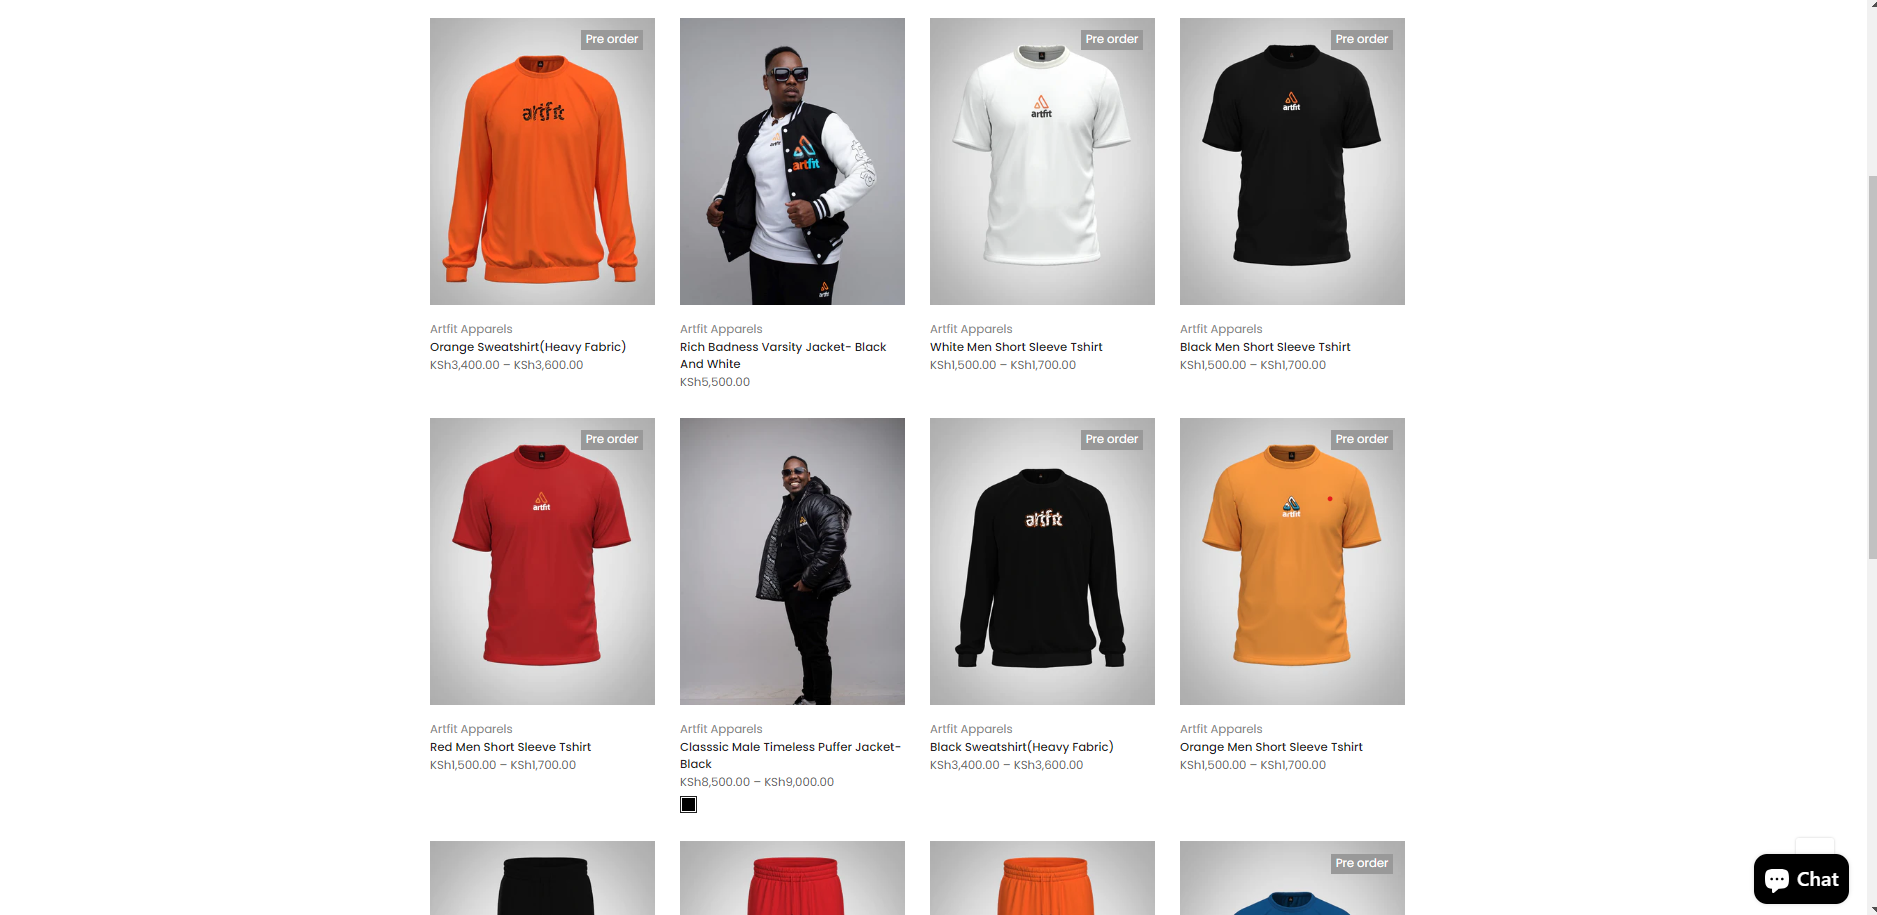 Pre order
artfit
artfit
artfit
artfit
Pre order
artfit
Pre order
artfit
Artfit Apparels
Orange Sweatshirt(Heavy Fabric)
KSh3,400.00 – KSh3,600.00
Artfit Apparels
Rich Badness Varsity Jacket- Black
And White
KSh5,500.00
Artfit Apparels
White Men Short Sleeve Tshirt
KSh1,500.00 – KSh1,700.00
Artfit Apparels
Black Men Short Sleeve Tshirt
KSh1,500.00 – KSh1,700.00
Pre order
artfit
Pre order
artfit
Pre order
artfit
Artfit Apparels
Red Men Short Sleeve Tshirt
KSh1,500.00 – KSh1,700.00
Artfit Apparels
Classsic Male Timeless Puffer Jacket-
Black
KSh8,500.00 – KSh9,000.00
Artfit Apparels
Black Sweatshirt(Heavy Fabric)
KSh3,400.00 – KSh3,600.00
Artfit Apparels
Orange Men Short Sleeve Tshirt
KSh1,500.00 – KSh1,700.00
Pre order
Chat